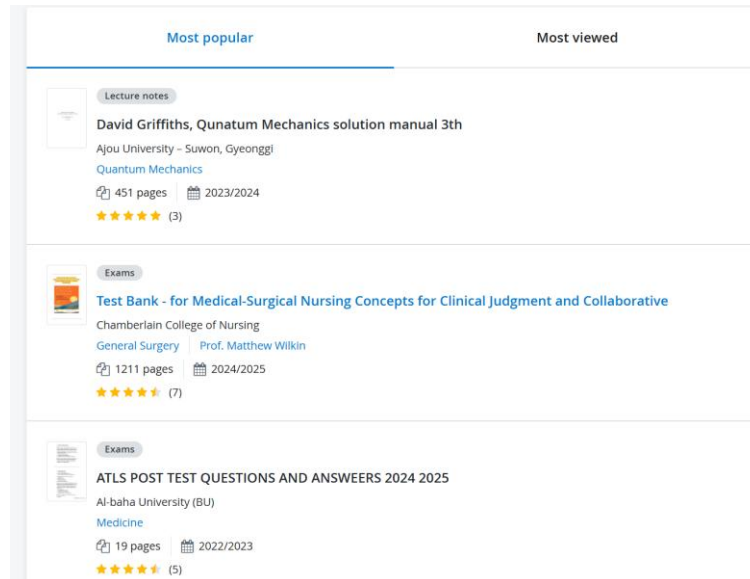 Most popular
Most viewed
Lecture notes
David Griffiths, Qunatum Mechanics solution manual 3th
Ajou University – Suwon, Gyeonggi
Quantum Mechanics
451 pages 2023/2024
(3)
Exams
Test Bank - for Medical-Surgical Nursing Concepts for Clinical Judgment and Collaborative
Chamberlain College of Nursing
General Surgery Prof. Matthew Wilkin
1211 pages 2024/2025
(7)
Exams
ATLS POST TEST QUESTIONS AND ANSWEERS 2024 2025
Al-baha University (BU)
Medicine
19 pages 2022/2023
(5)